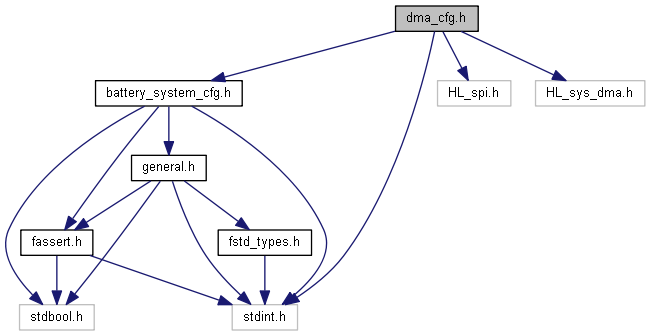 dma_cfg.h
battery_system_cfg.h
HL_spi.h
HL_sys_dma.h
general.h
fassert.h
fstd_types.h
stdbool.h
stdint.h